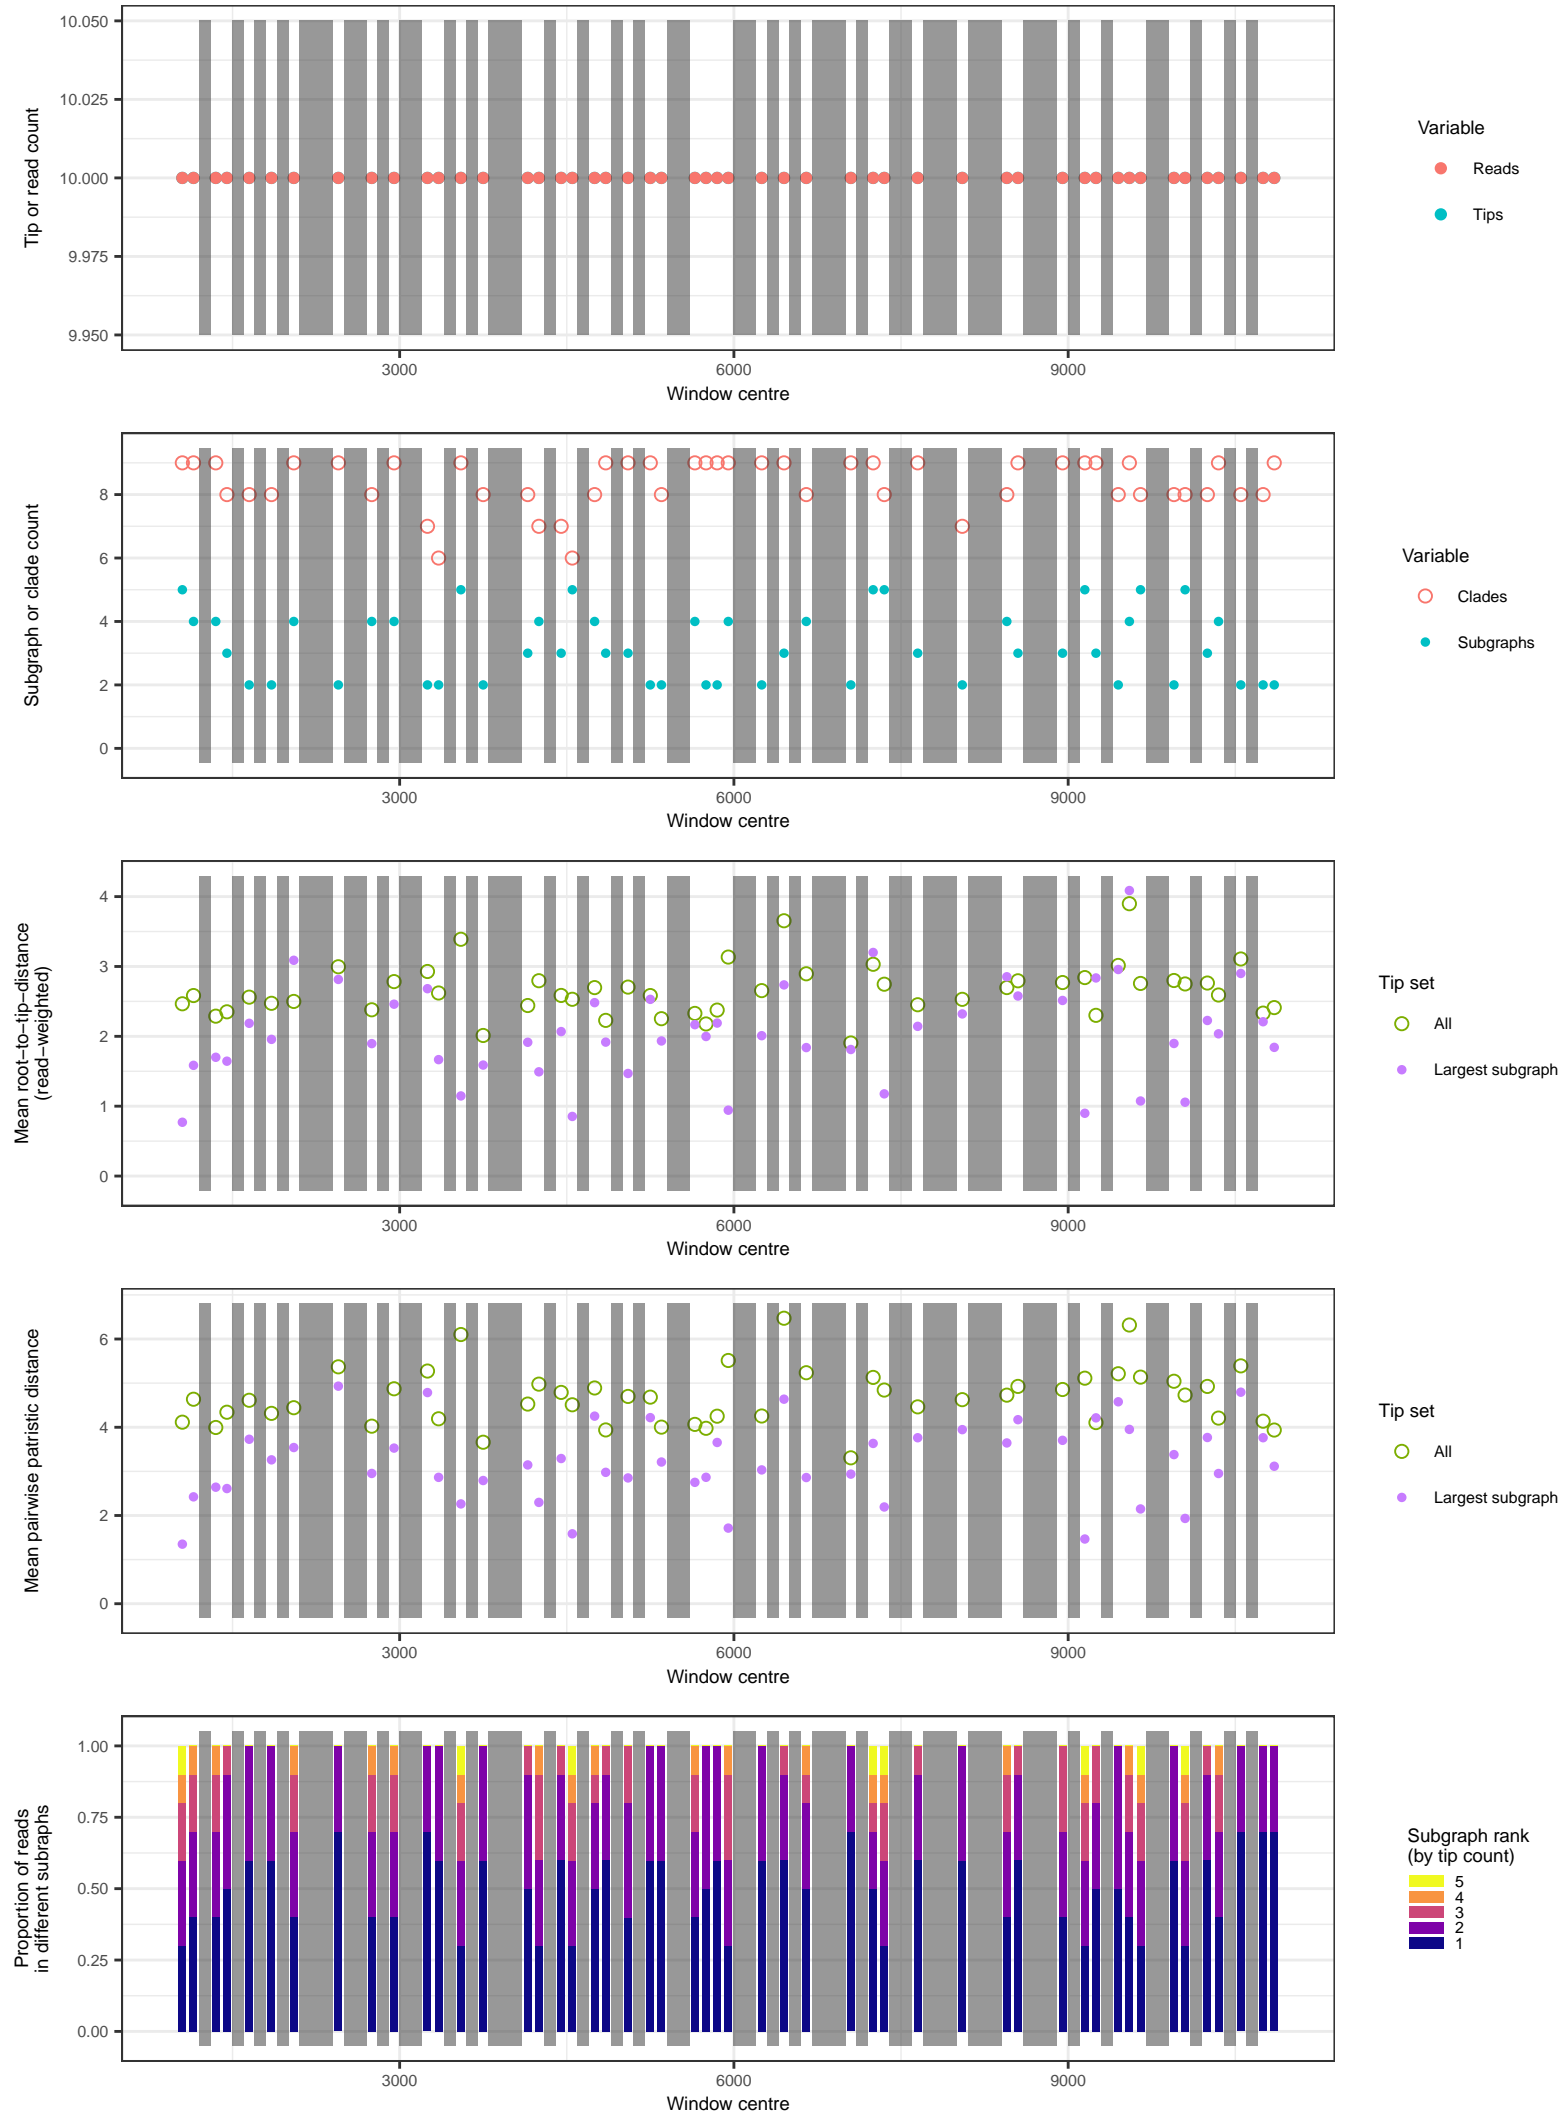 10.050
10.025
10.000
9.975
9.950
Tip or read count
3000
6000
9000
Window centre
Variable
Reads
Tips
8
6
4
2
0
Subgraph or clade count
3000
6000
9000
Window centre
Variable
Clades
Subgraphs
4
3
2
1
0
Mean root−to−tip−distance
(read−weighted)
3000
6000
9000
Window centre
Tip set
All
Largest subgraph
6
4
2
0
Mean pairwise patristic distance
3000
6000
9000
Window centre
Tip set
All
Largest subgraph
1.00
0.75
0.50
0.25
0.00
Proportion of reads
in different subraphs
3000
6000
9000
Window centre
Subgraph rank
(by tip count)
5
4
3
2
1